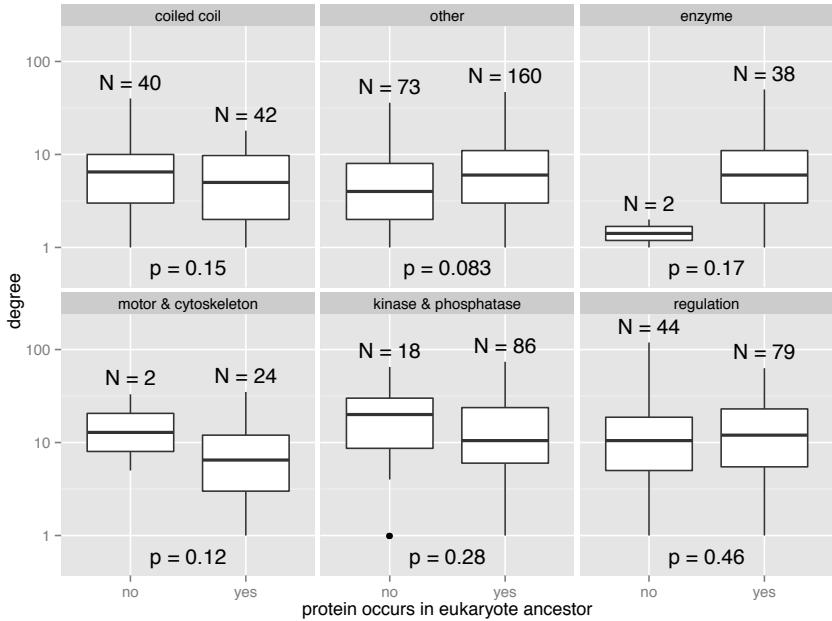 coiled coil
other
enzyme
degree
100
10
1
N = 40
N = 42
p = 0.15
N = 73
N = 160
p = 0.083
N = 2
N = 38
p = 0.17
motor & cytoskeleton
kinase & phosphatase
regulation
100
10
1
N = 2
N = 24
p = 0.12
N = 18
N = 86
p = 0.28
N = 44
N = 79
p = 0.46
no
yes
no
yes
no
yes
protein occurs in eukaryote ancestor